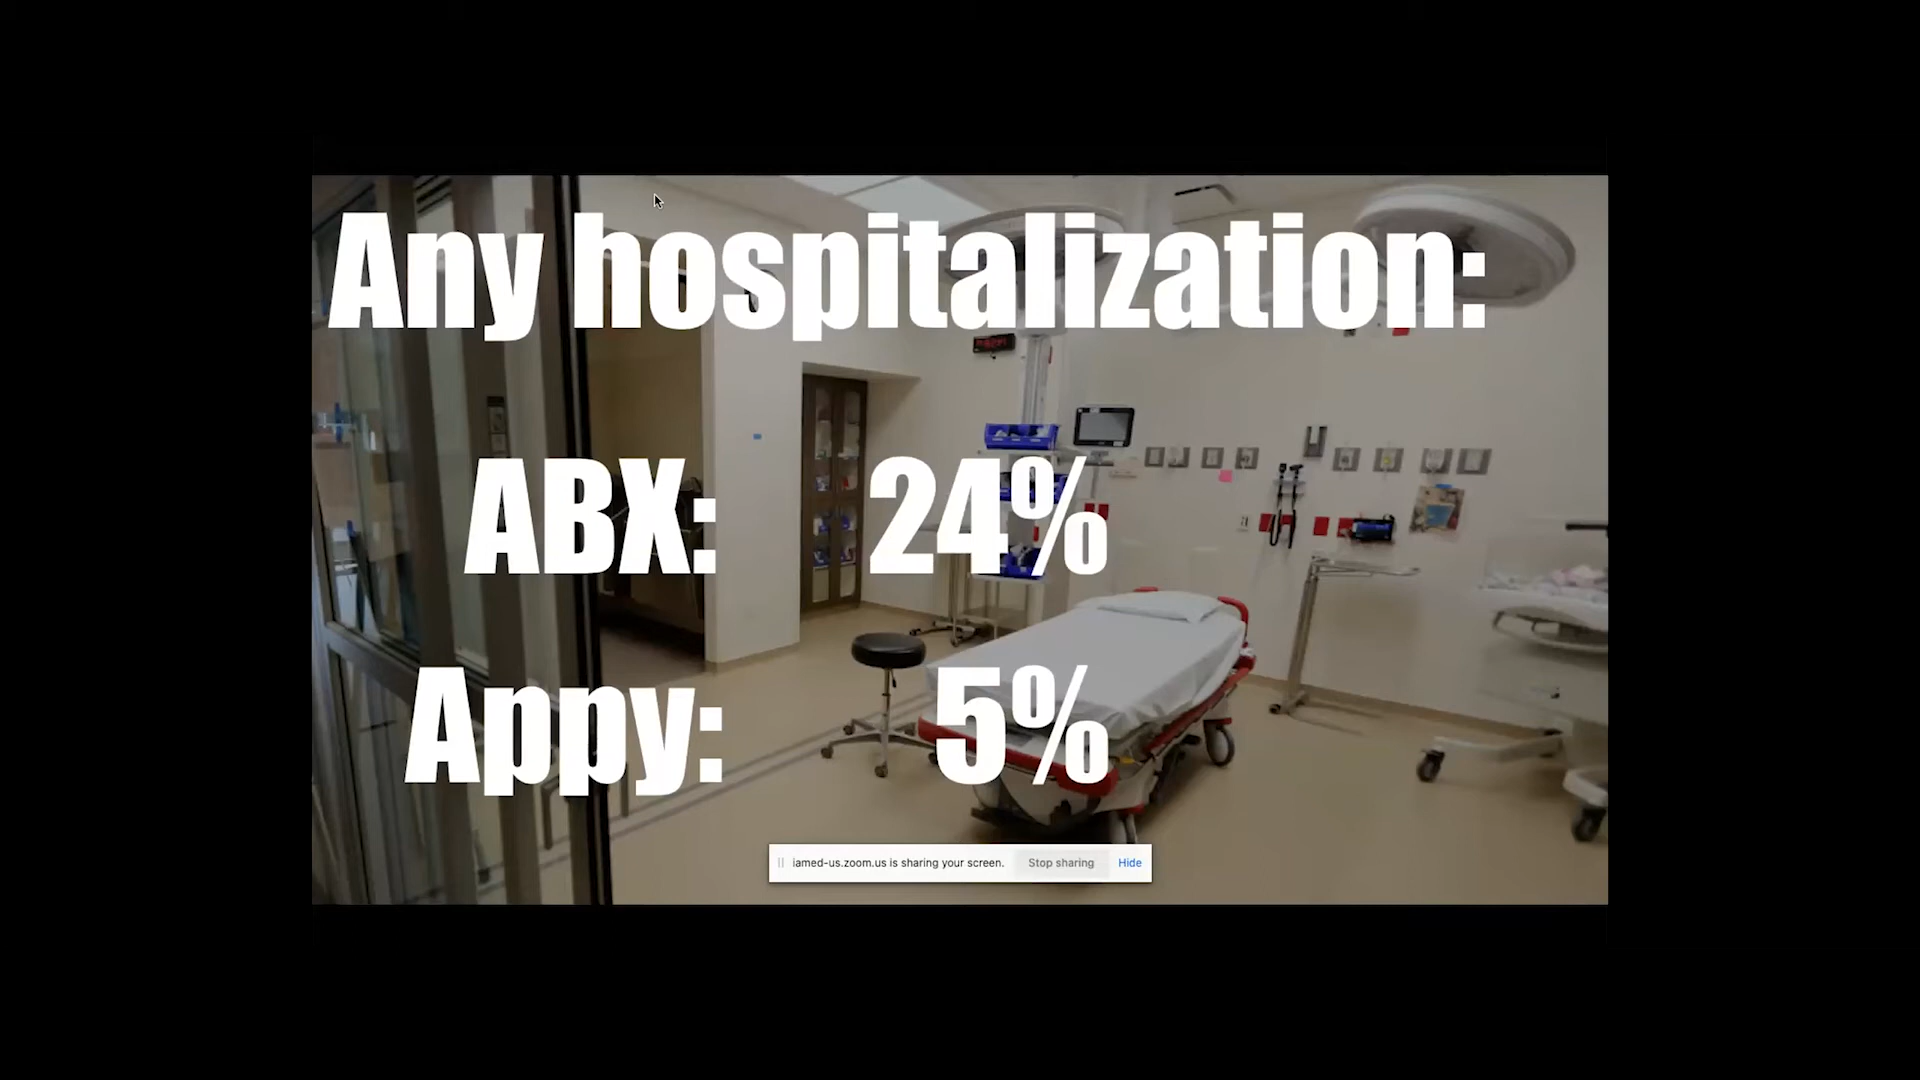 Any hospitalization:
ABX: 24%
Appy: 5%
iamed-us.zoom.us is sharing your screen. Stop sharing Hide